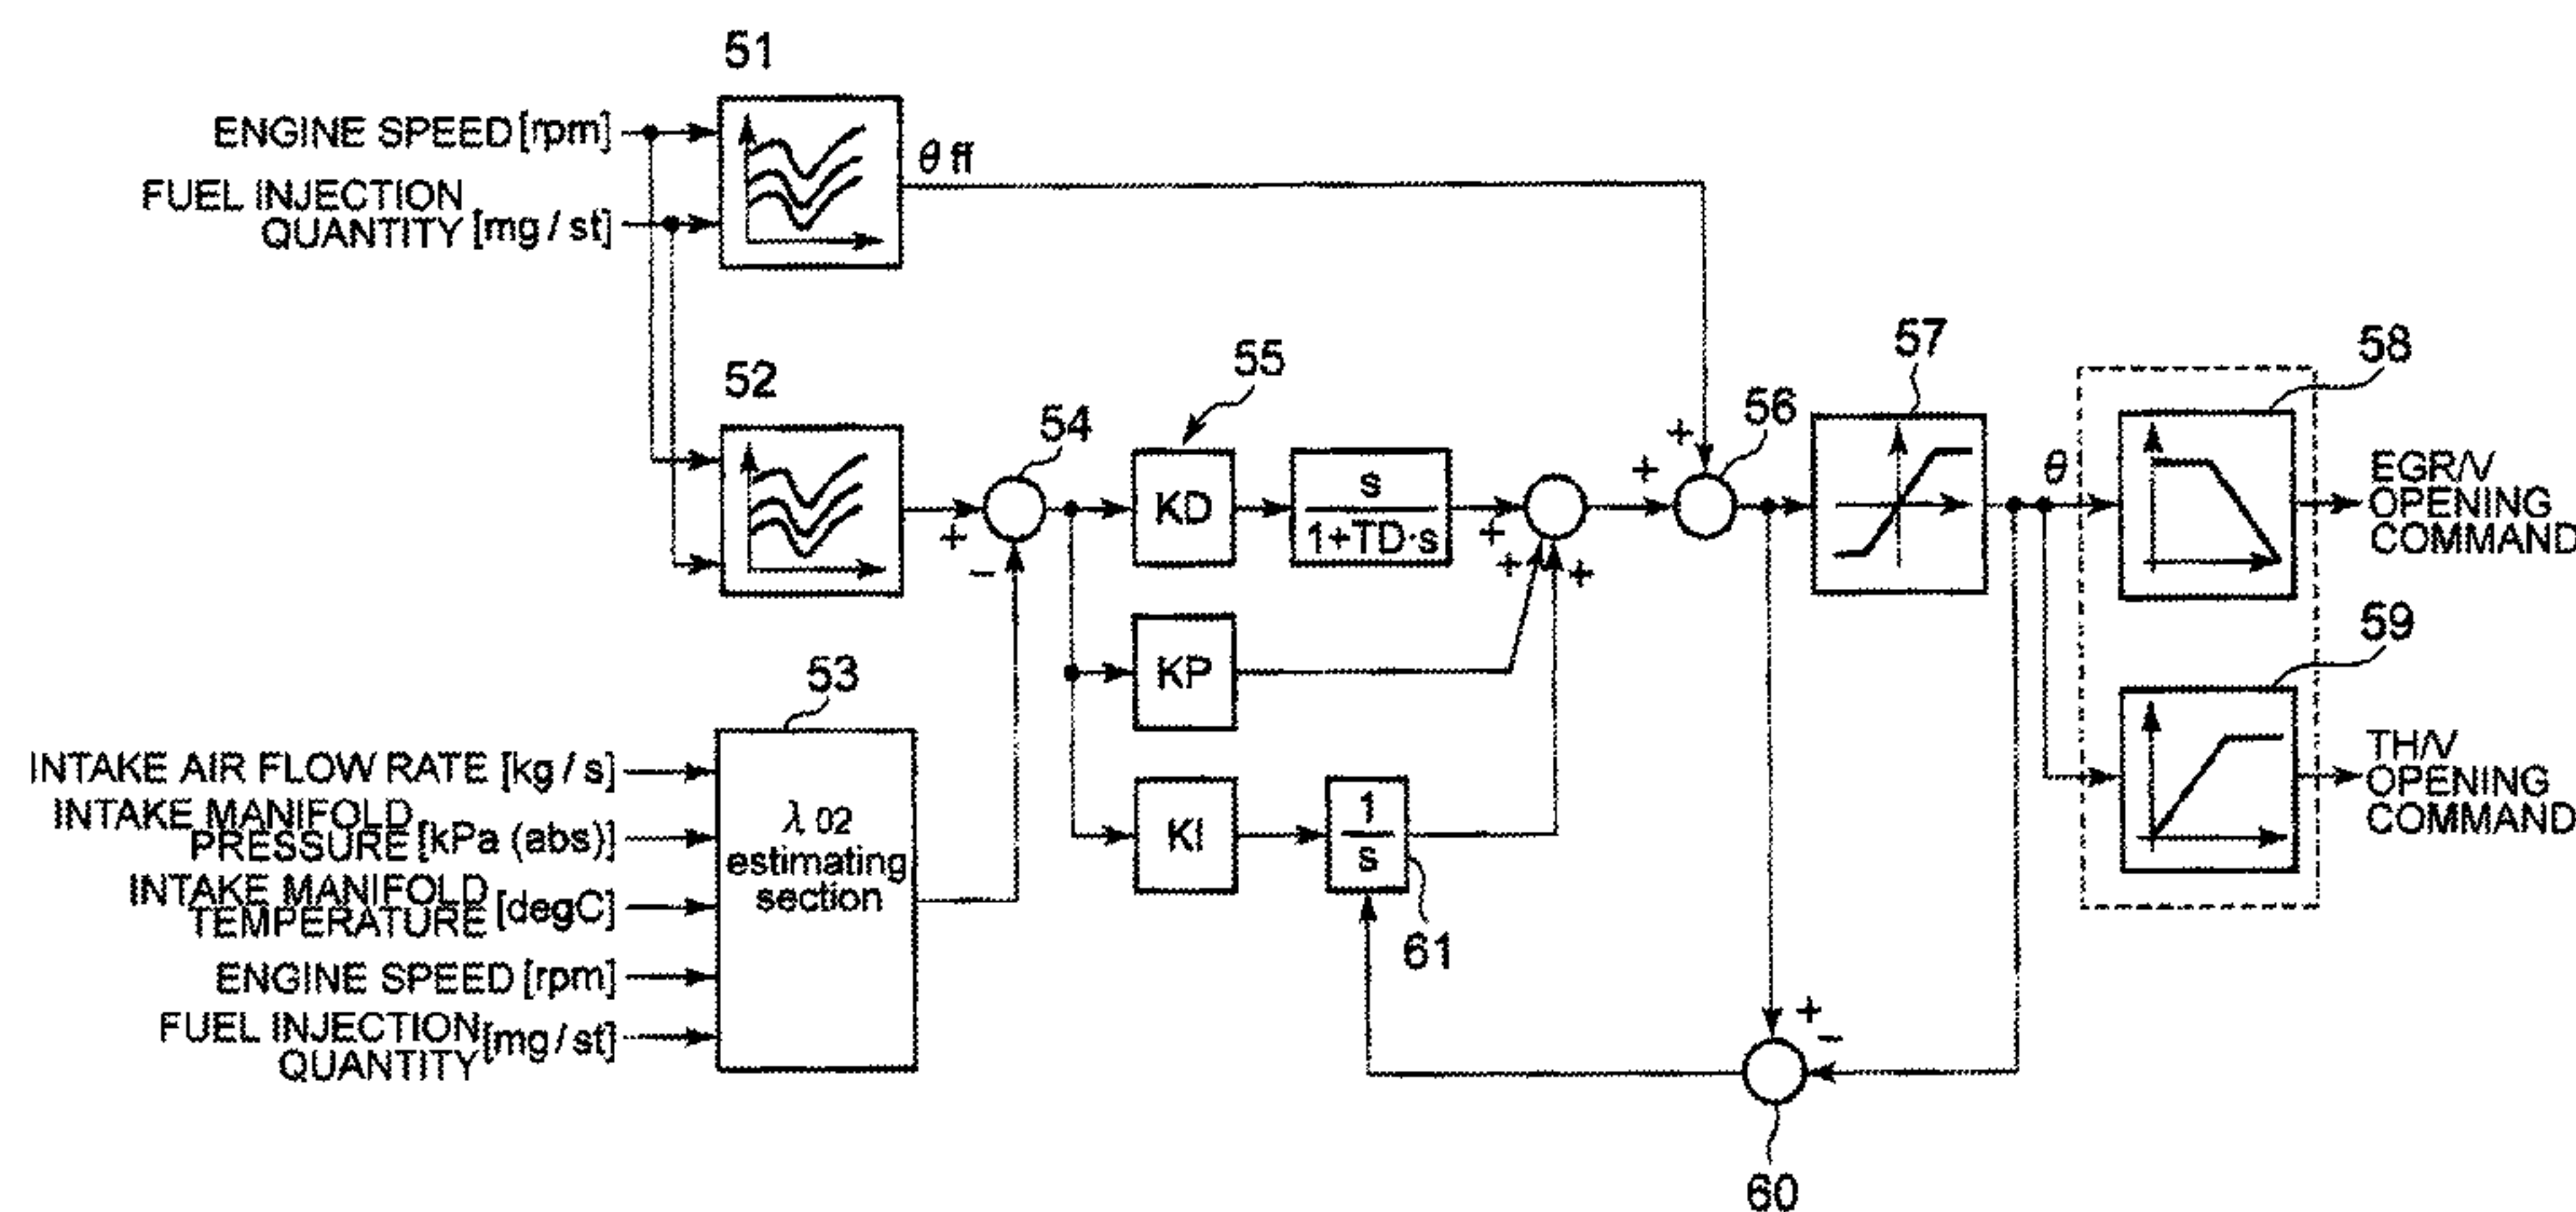 51
ENGINE SPEED [rpm]
θ ff
FUEL INJECTION
QUANTITY [mg / st]
52
54
55
56
57
58
KD
s
1+TD·s
+
−
+
+
+
+
+
θ
EGR/V
OPENING
COMMAND
KP
53
59
INTAKE AIR FLOW RATE [kg / s]
INTAKE MANIFOLD
PRESSURE [kPa (abs)]
INTAKE MANIFOLD
TEMPERATURE [degC]
ENGINE SPEED [rpm]
FUEL INJECTION
QUANTITY [mg / st]
λ 02
estimating
section
KI
1
s
61
TH/V
OPENING
COMMAND
+
−
60